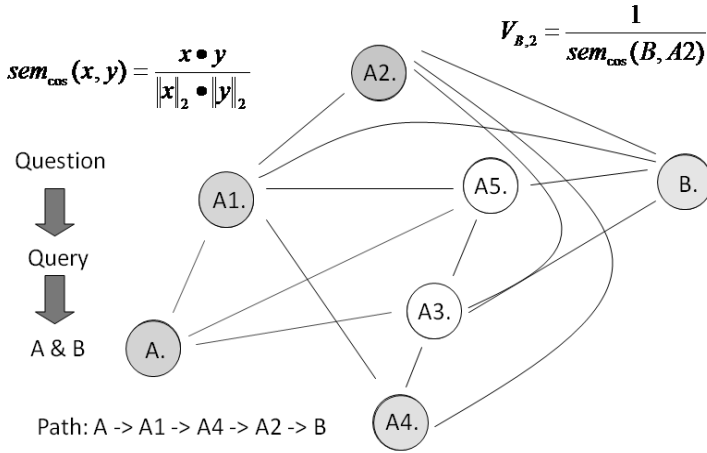 sem_cos(x, y) = x • y / ‖x‖₂ • ‖y‖₂
V_B,2 = 1 / sem_cos(B, A2)
A2.
Question
A5.
B.
A1.
Query
A3.
A & B
A.
A4.
Path: A -> A1 -> A4 -> A2 -> B